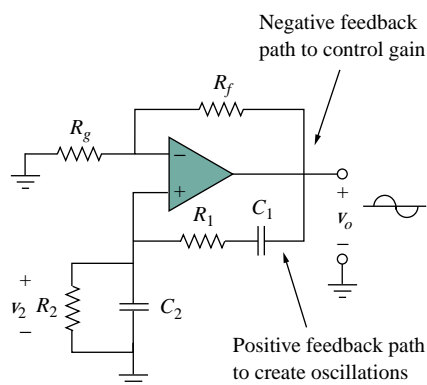 Negative feedback
path to control gain
R_f
R_g
−
+
R_1
C_1
+
v_o
−
+
v_2
−
R_2
C_2
Positive feedback path
to create oscillations